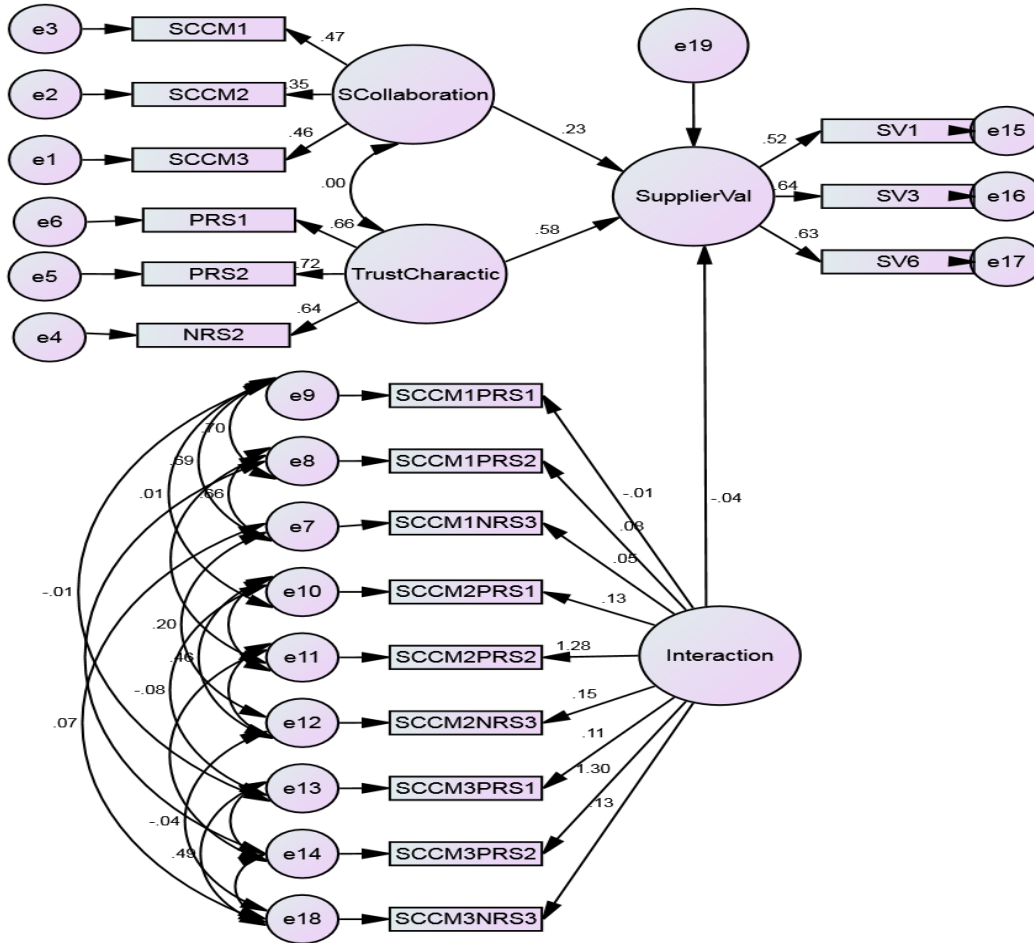 e3
SCCM1
.47
e19
e2
SCCM2
.35
SCollaboration
e1
SCCM3
.46
.23
.52
SV1
e15
.00
SupplierVal
.64
SV3
e16
e6
PRS1
.66
.58
.63
SV6
e17
e5
PRS2
.72
TrustCharactic
e4
NRS2
.64
e9
SCCM1PRS1
.70
e8
SCCM1PRS2
.69
.01
.66
-.01
-.04
e7
SCCM1NRS3
.08
.05
e10
SCCM2PRS1
.13
-.01
.20
e11
SCCM2PRS2
1.28
Interaction
.46
-.08
e12
SCCM2NRS3
.15
.07
.11
e13
SCCM3PRS1
1.30
.13
-.04
e14
SCCM3PRS2
.49
e18
SCCM3NRS3